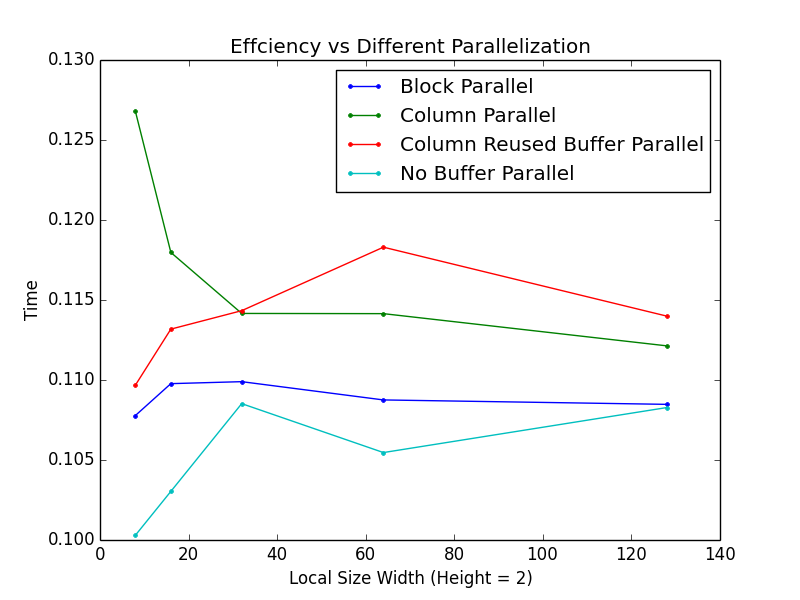 Effciency vs Different Parallelization
0.130
0.125
0.120
0.115
0.110
0.105
0.100
Time
Block Parallel
Column Parallel
Column Reused Buffer Parallel
No Buffer Parallel
0 20 40 60 80 100 120 140
Local Size Width (Height = 2)